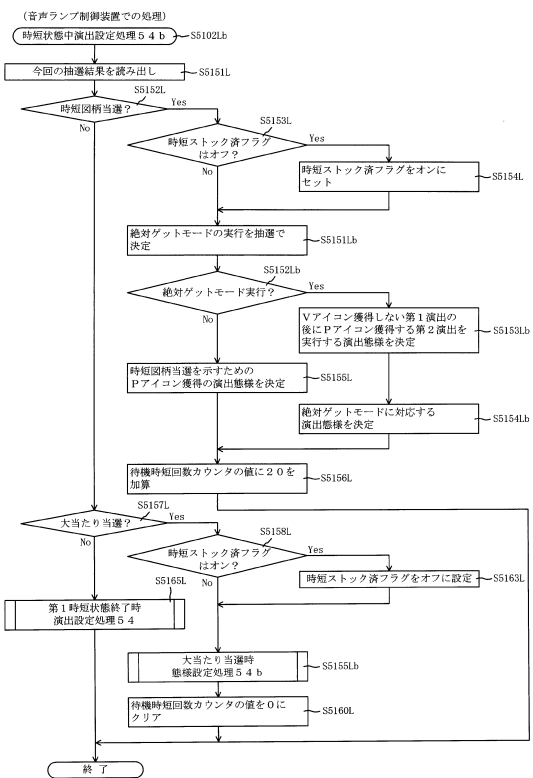 （音声ランプ制御装置での処理）
時短状態中演出設定処理５４ｂ
S5102Lb
今回の抽選結果を読み出し
S5151L
S5152L
時短図柄当選？
Yes
No
S5153L
時短ストック済フラグ
はオフ？
Yes
No
時短ストック済フラグをオンに
セット
S5154L
絶対ゲットモードの実行を抽選で
決定
S5151Lb
S5152Lb
絶対ゲットモード実行？
Yes
No
Ｖアイコン獲得しない第１演出の
後にＰアイコン獲得する第２演出を
実行する演出態様を決定
S5153Lb
時短図柄当選を示すための
Ｐアイコン獲得の演出態様を決定
S5155L
絶対ゲットモードに対応する
演出態様を決定
S5154Lb
待機時短回数カウンタの値に２０を
加算
S5156L
S5157L
大当たり当選？
Yes
No
S5158L
時短ストック済フラグ
はオン？
Yes
No
時短ストック済フラグをオフに設定
S5163L
S5165L
第１時短状態終了時
演出設定処理５４
大当たり当選時
態様設定処理５４ｂ
S5155Lb
待機時短回数カウンタの値を０に
クリア
S5160L
終了